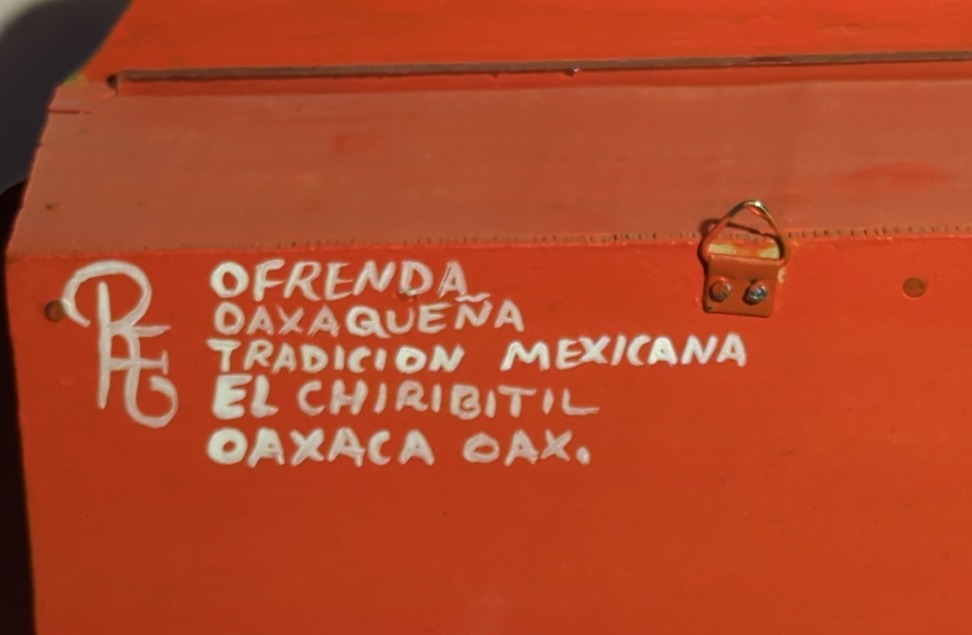 OFRENDA
OAXAQUEÑA
TRADICION MEXICANA
EL CHIRIBITIL
OAXACA OAX.